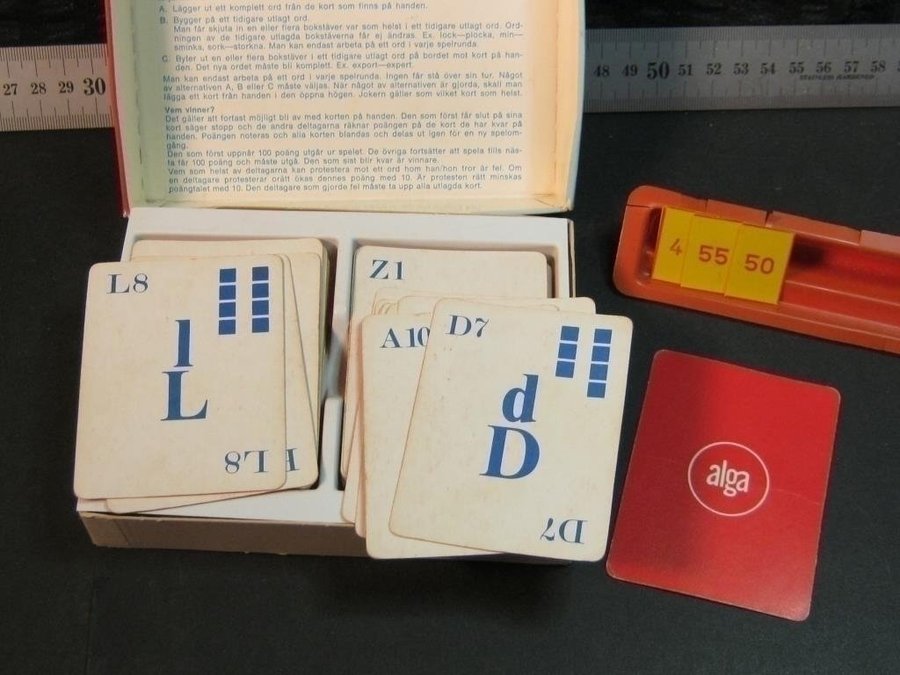 A. Lägger ut ett komplett ord från de kort som finns på handen.
B. Bygger på ett tidigare utlagt ord.
Man får skjuta in en eller flera bokstäver var som helst i ett tidigare utlagt ord. Ord-
ningen av de tidigare utlagda bokstäverna får ej ändras. Ex. lock—plocka, min—
sminka, sork—storkna. Man kan endast arbeta på ett ord i varje spelrunda.
C. Byter ut en eller flera bokstäver i ett tidigare utlagt ord på bordet mot kort på han-
den. Det nya ordet måste bli komplett. Ex. export—expert.
Man kan endast arbeta på ett ord i varje spelrunda. Ingen får stå över sin tur. Något
av alternativen A, B eller C måste väljas. När något av alternativen är gjorda, skall man
lägga ett kort från handen i den öppna högen. Jokern gäller som vilket kort som helst.
Vem vinner?
Det gäller att fortast möjligt bli av med korten på handen. Den som först får slut på sina
kort säger stopp och de andra deltagarna räknar poängen på de kort de har kvar på
handen. Poängen noteras och alla korten blandas och delas ut igen för en ny spelom-
gång.
Den som först uppnår 100 poäng utgår ur spelet. De övriga fortsätter att spela tills näs-
ta får 100 poäng och måste utgå. Den som sist blir kvar är vinnare.
Vem som helst av deltagarna kan protestera mot ett ord som han/hon tror är fel. Om
en deltagare protesterar orätt ökas dennes poäng med 10. Är protesten rätt minskas
poängtalet med 10. Den deltagare som gjorde fel måste ta upp alla utlagda kort.
27 28 29 30
48 49 50 51 52 53 54 55 56 57 58
4 55 50
L8
l
L
L8
Z1
A10
D7
d
D
D7
alga